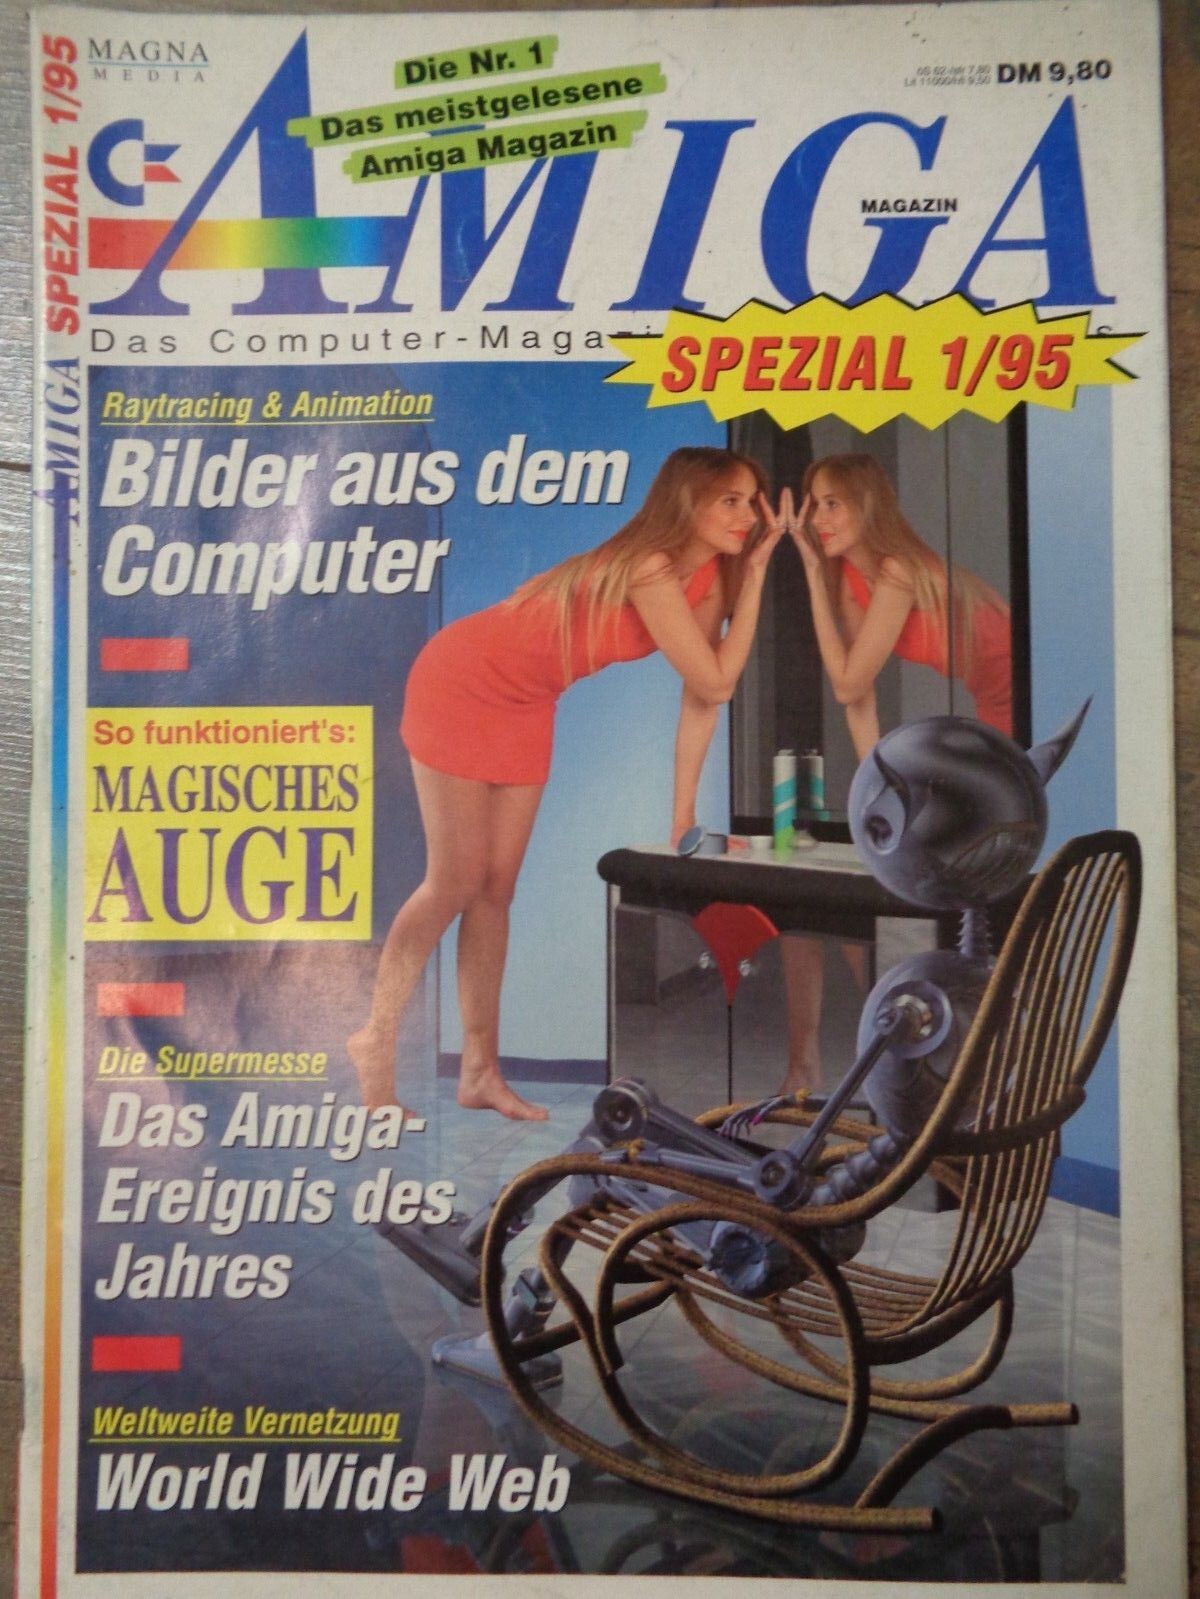 AMIGA SPEZIAL 1/95
MAGNA
MEDIA
Die Nr. 1
Das meistgelesene
Amiga Magazin
DM 9,80
AMIGA
MAGAZIN
Das Computer-Magazi
SPEZIAL 1/95
Raytracing & Animation
Bilder aus dem
Computer
So funktioniert's:
MAGISCHES
AUGE
Die Supermesse
Das Amiga-
Ereignis des
Jahres
Weltweite Vernetzung
World Wide Web